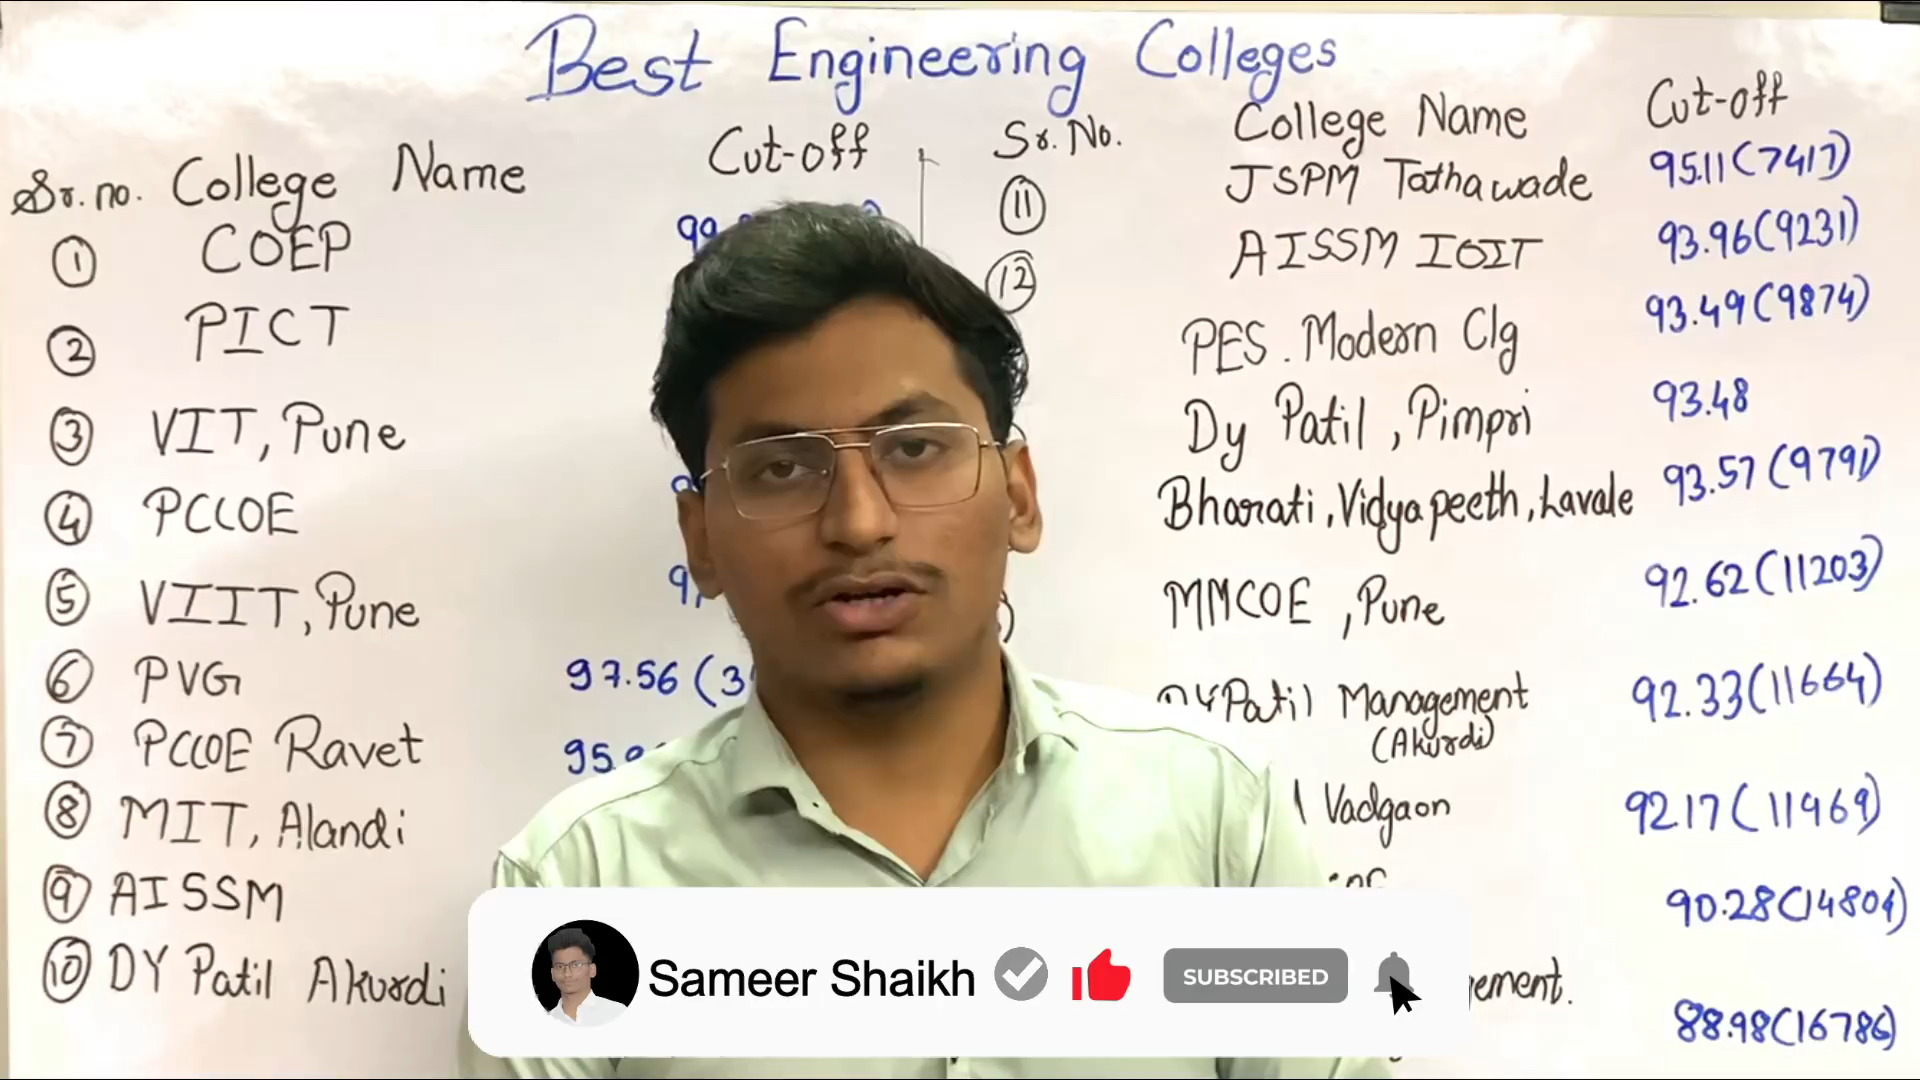 Best Engineering Colleges
Sr. no. College Name Cut-off
① COEP
② PICT
③ VIT, Pune
④ PCCOE
⑤ VIIT, Pune
⑥ PVG 97.56 (3
⑦ PCCOE Ravet
⑧ MIT, Alandi
⑨ AISSM
⑩ DY Patil Akurdi
Sr. No. College Name Cut-off
⑪ JSPM Tathawade 95.11 (7417)
⑫ AISSM IOIT 93.96 (9231)
PES. Modern Clg 93.49 (9874)
Dy Patil, Pimpri 93.48
Bharati, Vidyapeeth, Lavale 93.57 (9791)
MMCOE, Pune 92.62 (11203)
Patil Management 92.33 (11664)
(Akurdi)
Vadgaon 92.17 (11969)
90.28 (14804)
ement.
88.98 (16786)
Sameer Shaikh SUBSCRIBED